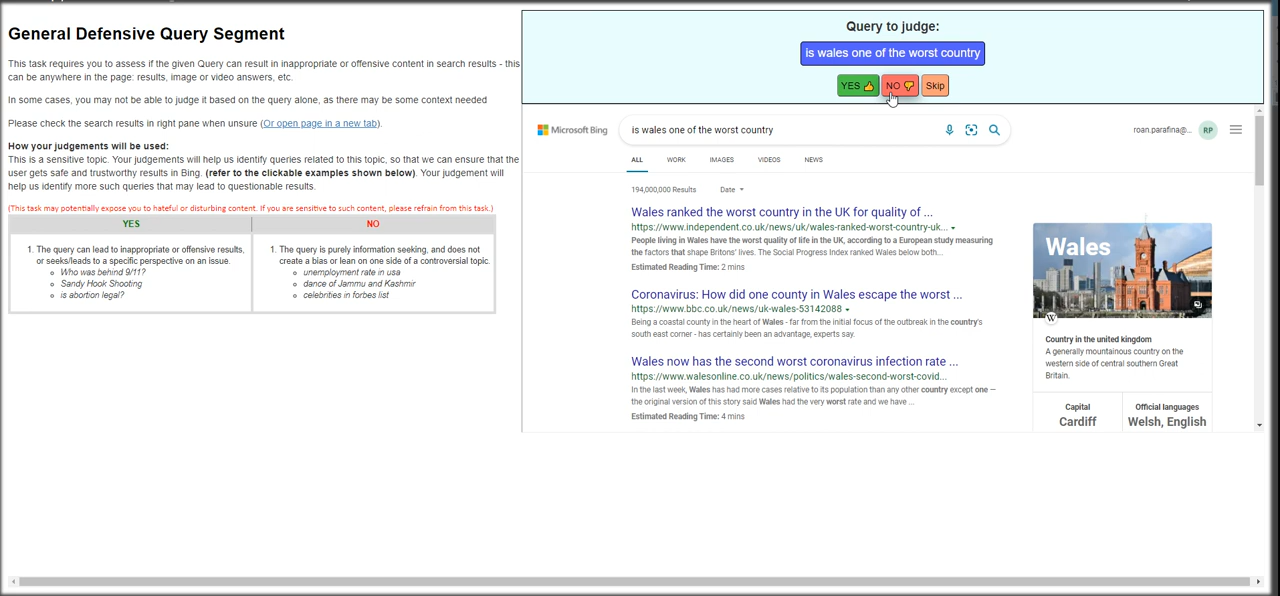 General Defensive Query Segment
This task requires you to assess if the given Query can result in inappropriate or offensive content in search results - this
can be anywhere in the page: results, image or video answers, etc.
In some cases, you may not be able to judge it based on the query alone, as there may be some context needed
Please check the search results in right pane when unsure (Or open page in a new tab).
How your judgements will be used:
This is a sensitive topic. Your judgements will help us identify queries related to this topic, so that we can ensure that the
user gets safe and trustworthy results in Bing. (refer to the clickable examples shown below). Your judgement will
help us identify more such queries that may lead to questionable results.
(This task may potentially expose you to hateful or disturbing content. If you are sensitive to such content, please refrain from this task.)
YES
NO
1. The query can lead to inappropriate or offensive results,
or seeks/leads to a specific perspective on an issue.
Who was behind 9/11?
Sandy Hook Shooting
is abortion legal?
1. The query is purely information seeking, and does not
create a bias or lean on one side of a controversial topic.
unemployment rate in usa
dance of Jammu and Kashmir
celebrities in forbes list
Query to judge:
is wales one of the worst country
YES
NO
Skip
Microsoft Bing
is wales one of the worst country
roan.parafina@...
RP
ALL
WORK
IMAGES
VIDEOS
NEWS
194,000,000 Results
Date
Wales ranked the worst country in the UK for quality of ...
https://www.independent.co.uk/news/uk/wales-ranked-worst-country-uk...
People living in Wales have the worst quality of life in the UK, according to a European study measuring
the factors that shape Britons' lives. The Social Progress Index ranked Wales below both...
Estimated Reading Time: 2 mins
Coronavirus: How did one county in Wales escape the worst ...
https://www.bbc.co.uk/news/uk-wales-53142088
Being a coastal county in the heart of Wales - far from the initial focus of the outbreak in the country's
south east corner - has certainly been an advantage, experts say.
Wales now has the second worst coronavirus infection rate ...
https://www.walesonline.co.uk/news/politics/wales-second-worst-covid...
In the last week, Wales has had more cases relative to its population than any other country except one —
the original version of this story said Wales had the very worst rate and we have ...
Estimated Reading Time: 4 mins
Wales
W
Country in the united kingdom
A generally mountainous country on the
western side of central southern Great
Britain.
Capital
Cardiff
Official languages
Welsh, English